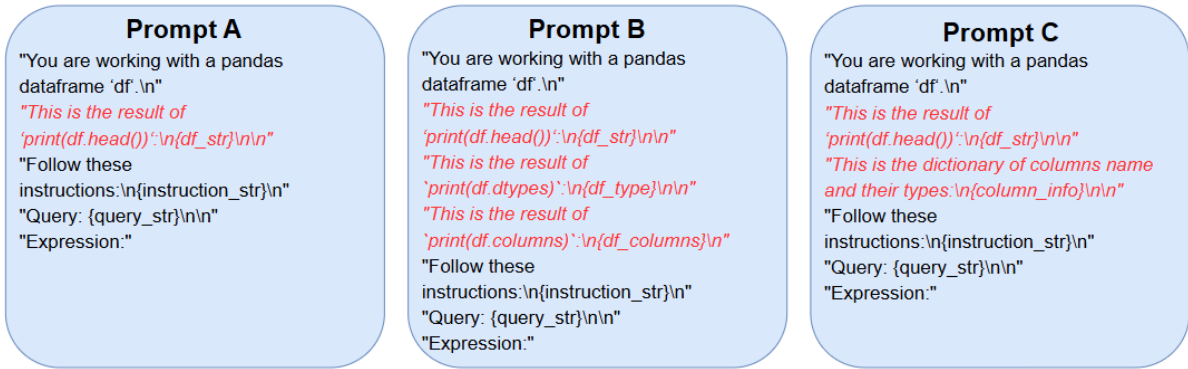 Prompt A
"You are working with a pandas
dataframe ‘df‘.\n"
"This is the result of
‘print(df.head())‘:\n{df_str}\n\n"
"Follow these
instructions:\n{instruction_str}\n"
"Query: {query_str}\n\n"
"Expression:"
Prompt B
"You are working with a pandas
dataframe ‘df‘.\n"
"This is the result of
‘print(df.head())‘:\n{df_str}\n\n"
"This is the result of
`print(df.dtypes)`:\n{df_type}\n\n"
"This is the result of
`print(df.columns)`:\n{df_columns}\n"
"Follow these
instructions:\n{instruction_str}\n"
"Query: {query_str}\n\n"
"Expression:"
Prompt C
"You are working with a pandas
dataframe ‘df‘.\n"
"This is the result of
‘print(df.head())‘:\n{df_str}\n\n"
"This is the dictionary of columns name
and their types:\n{column_info}\n\n"
"Follow these
instructions:\n{instruction_str}\n"
"Query: {query_str}\n\n"
"Expression:"